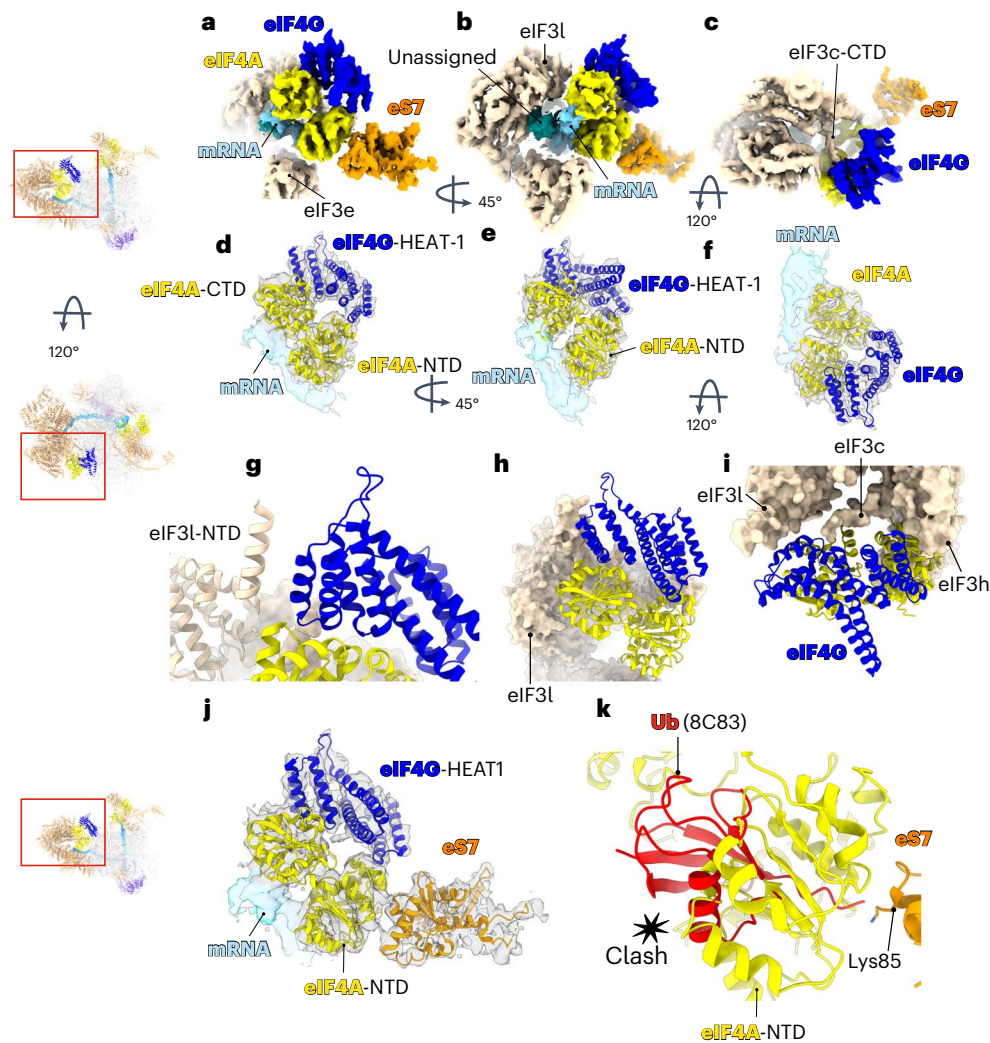 a
eIF4G
eIF4A
eS7
mRNA
eIF3e
45°
b
eIF3l
Unassigned
mRNA
c
eIF3c-CTD
eS7
eIF4G
120°
d
eIF4G-HEAT-1
eIF4A-CTD
eIF4A-NTD
mRNA
45°
e
eIF4G-HEAT-1
eIF4A-NTD
mRNA
f
mRNA
eIF4A
eIF4G
120°
120°
g
eIF3l-NTD
h
eIF3l
i
eIF3c
eIF3l
eIF3h
eIF4G
j
eIF4G-HEAT1
eS7
mRNA
eIF4A-NTD
k
Ub (8C83)
eS7
Clash
Lys85
eIF4A-NTD